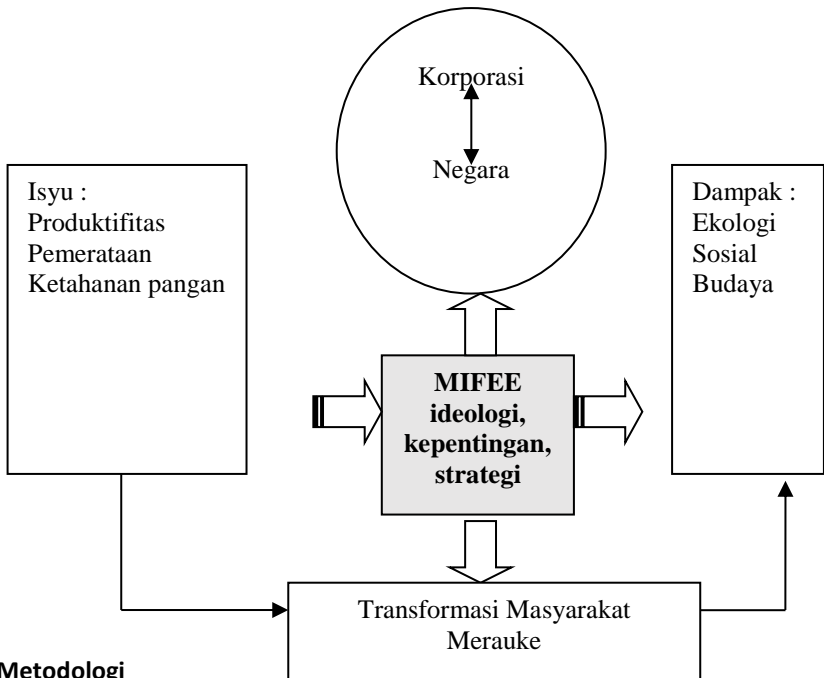 Korporasi
Negara
Isyu :
Produktifitas
Pemerataan
Ketahanan pangan
Dampak :
Ekologi
Sosial
Budaya
MIFEE
ideologi,
kepentingan,
strategi
Transformasi Masyarakat
Merauke
Metodologi